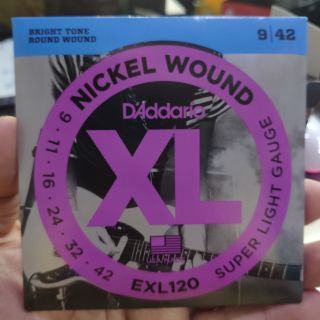 BRIGHT TONE
ROUND WOUND
9|42
NICKEL WOUND
D'Addario
XL
9 · 11 · 16 · 24 · 32 · 42
EXL120
SUPER LIGHT GAUGE